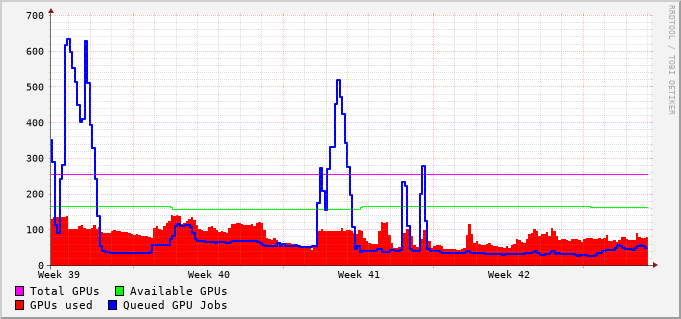 RRDTOOL / TOBI OETIKER
700
600
500
400
300
200
100
0
Week 39 Week 40 Week 41 Week 42
Total GPUs Available GPUs
GPUs used Queued GPU Jobs